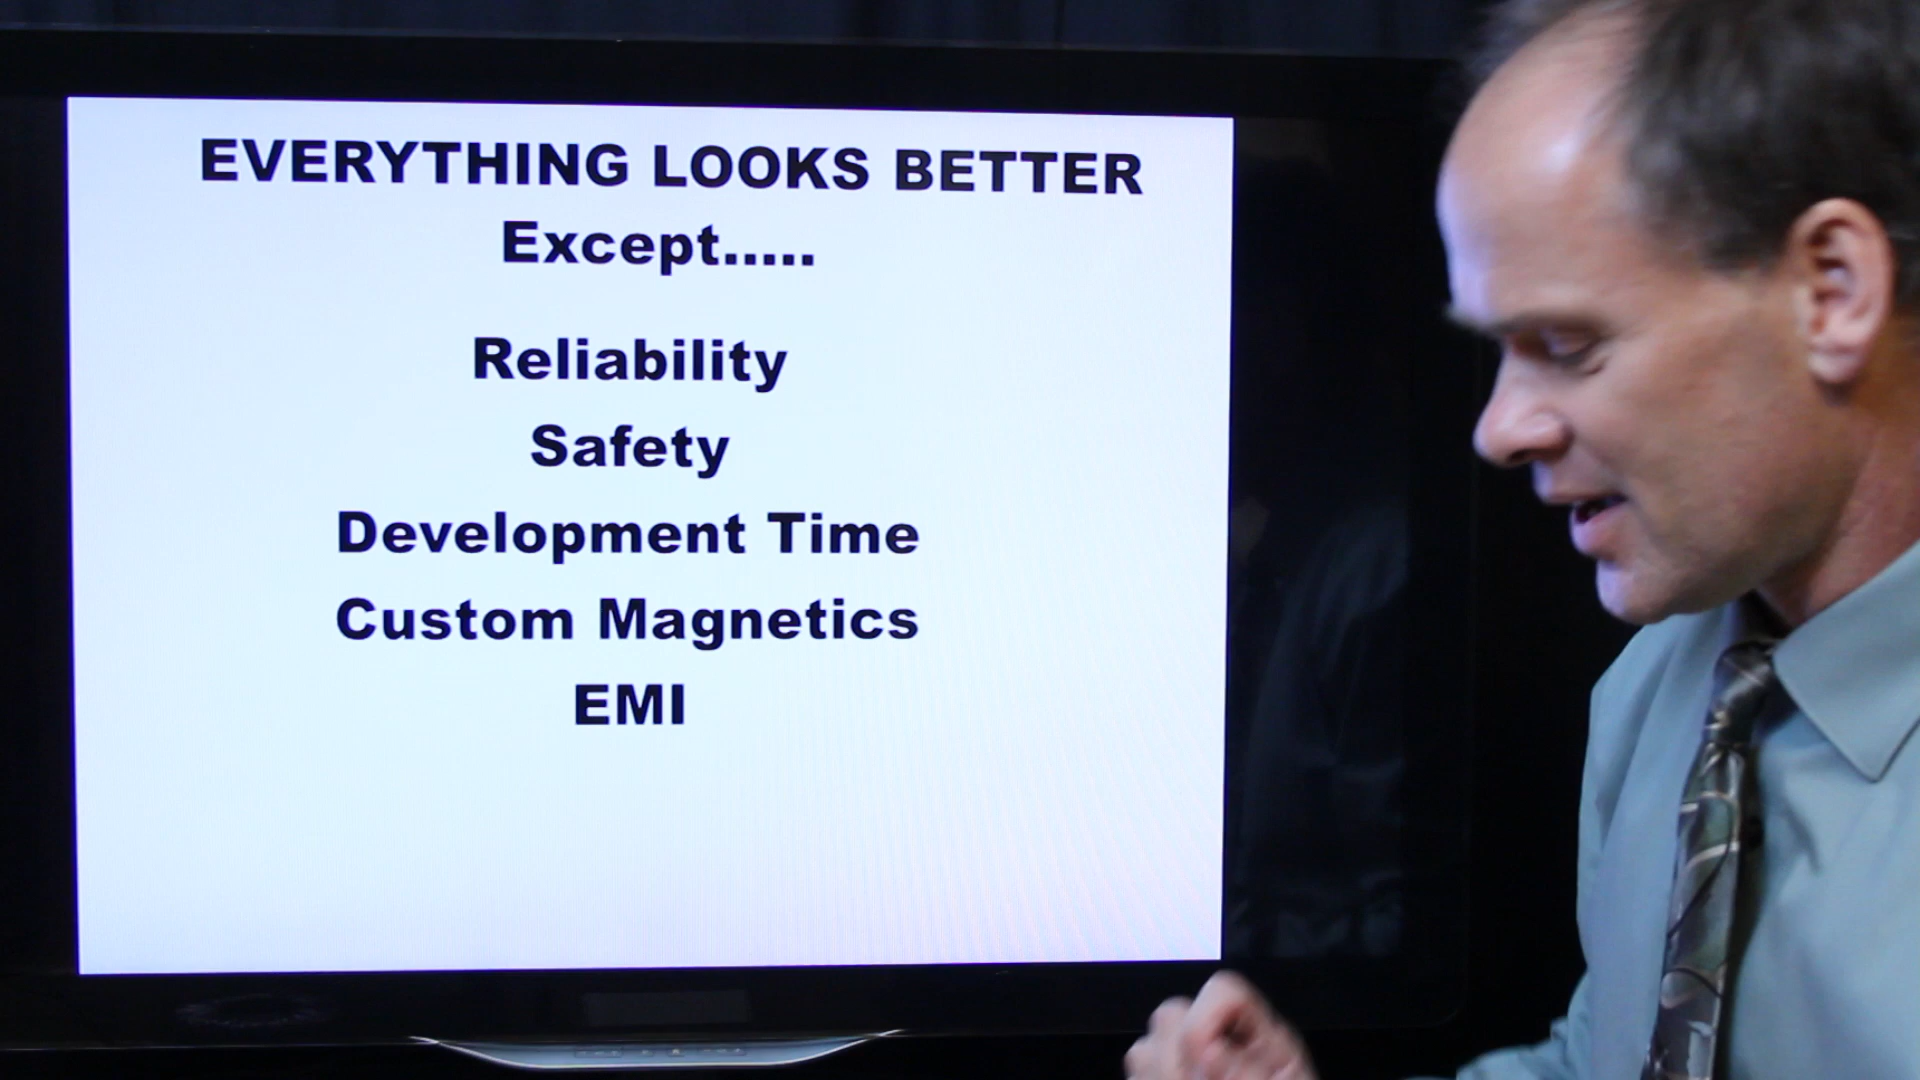 EVERYTHING LOOKS BETTER
Except.....
Reliability
Safety
Development Time
Custom Magnetics
EMI